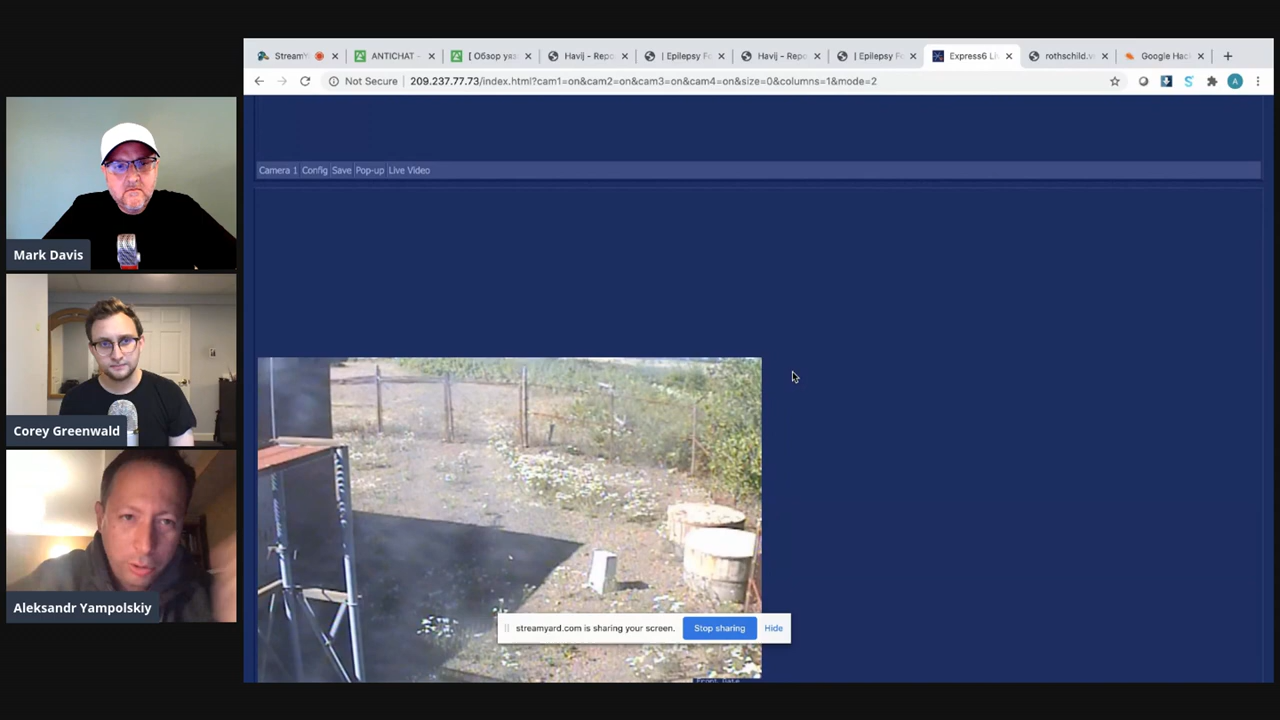 StreamY
ANTICHAT -
[ Обзор уяз
Havij - Repo
| Epilepsy Fo
Havij - Repo
| Epilepsy Fo
Express6 Li
rothschild.v
Google Hac
Not Secure
209.237.77.73/index.html?cam1=on&cam2=on&cam3=on&cam4=on&size=0&columns=1&mode=2
A
Camera 1 Config Save Pop-up Live Video
Mark Davis
Corey Greenwald
Aleksandr Yampolskiy
streamyard.com is sharing your screen. Stop sharing Hide